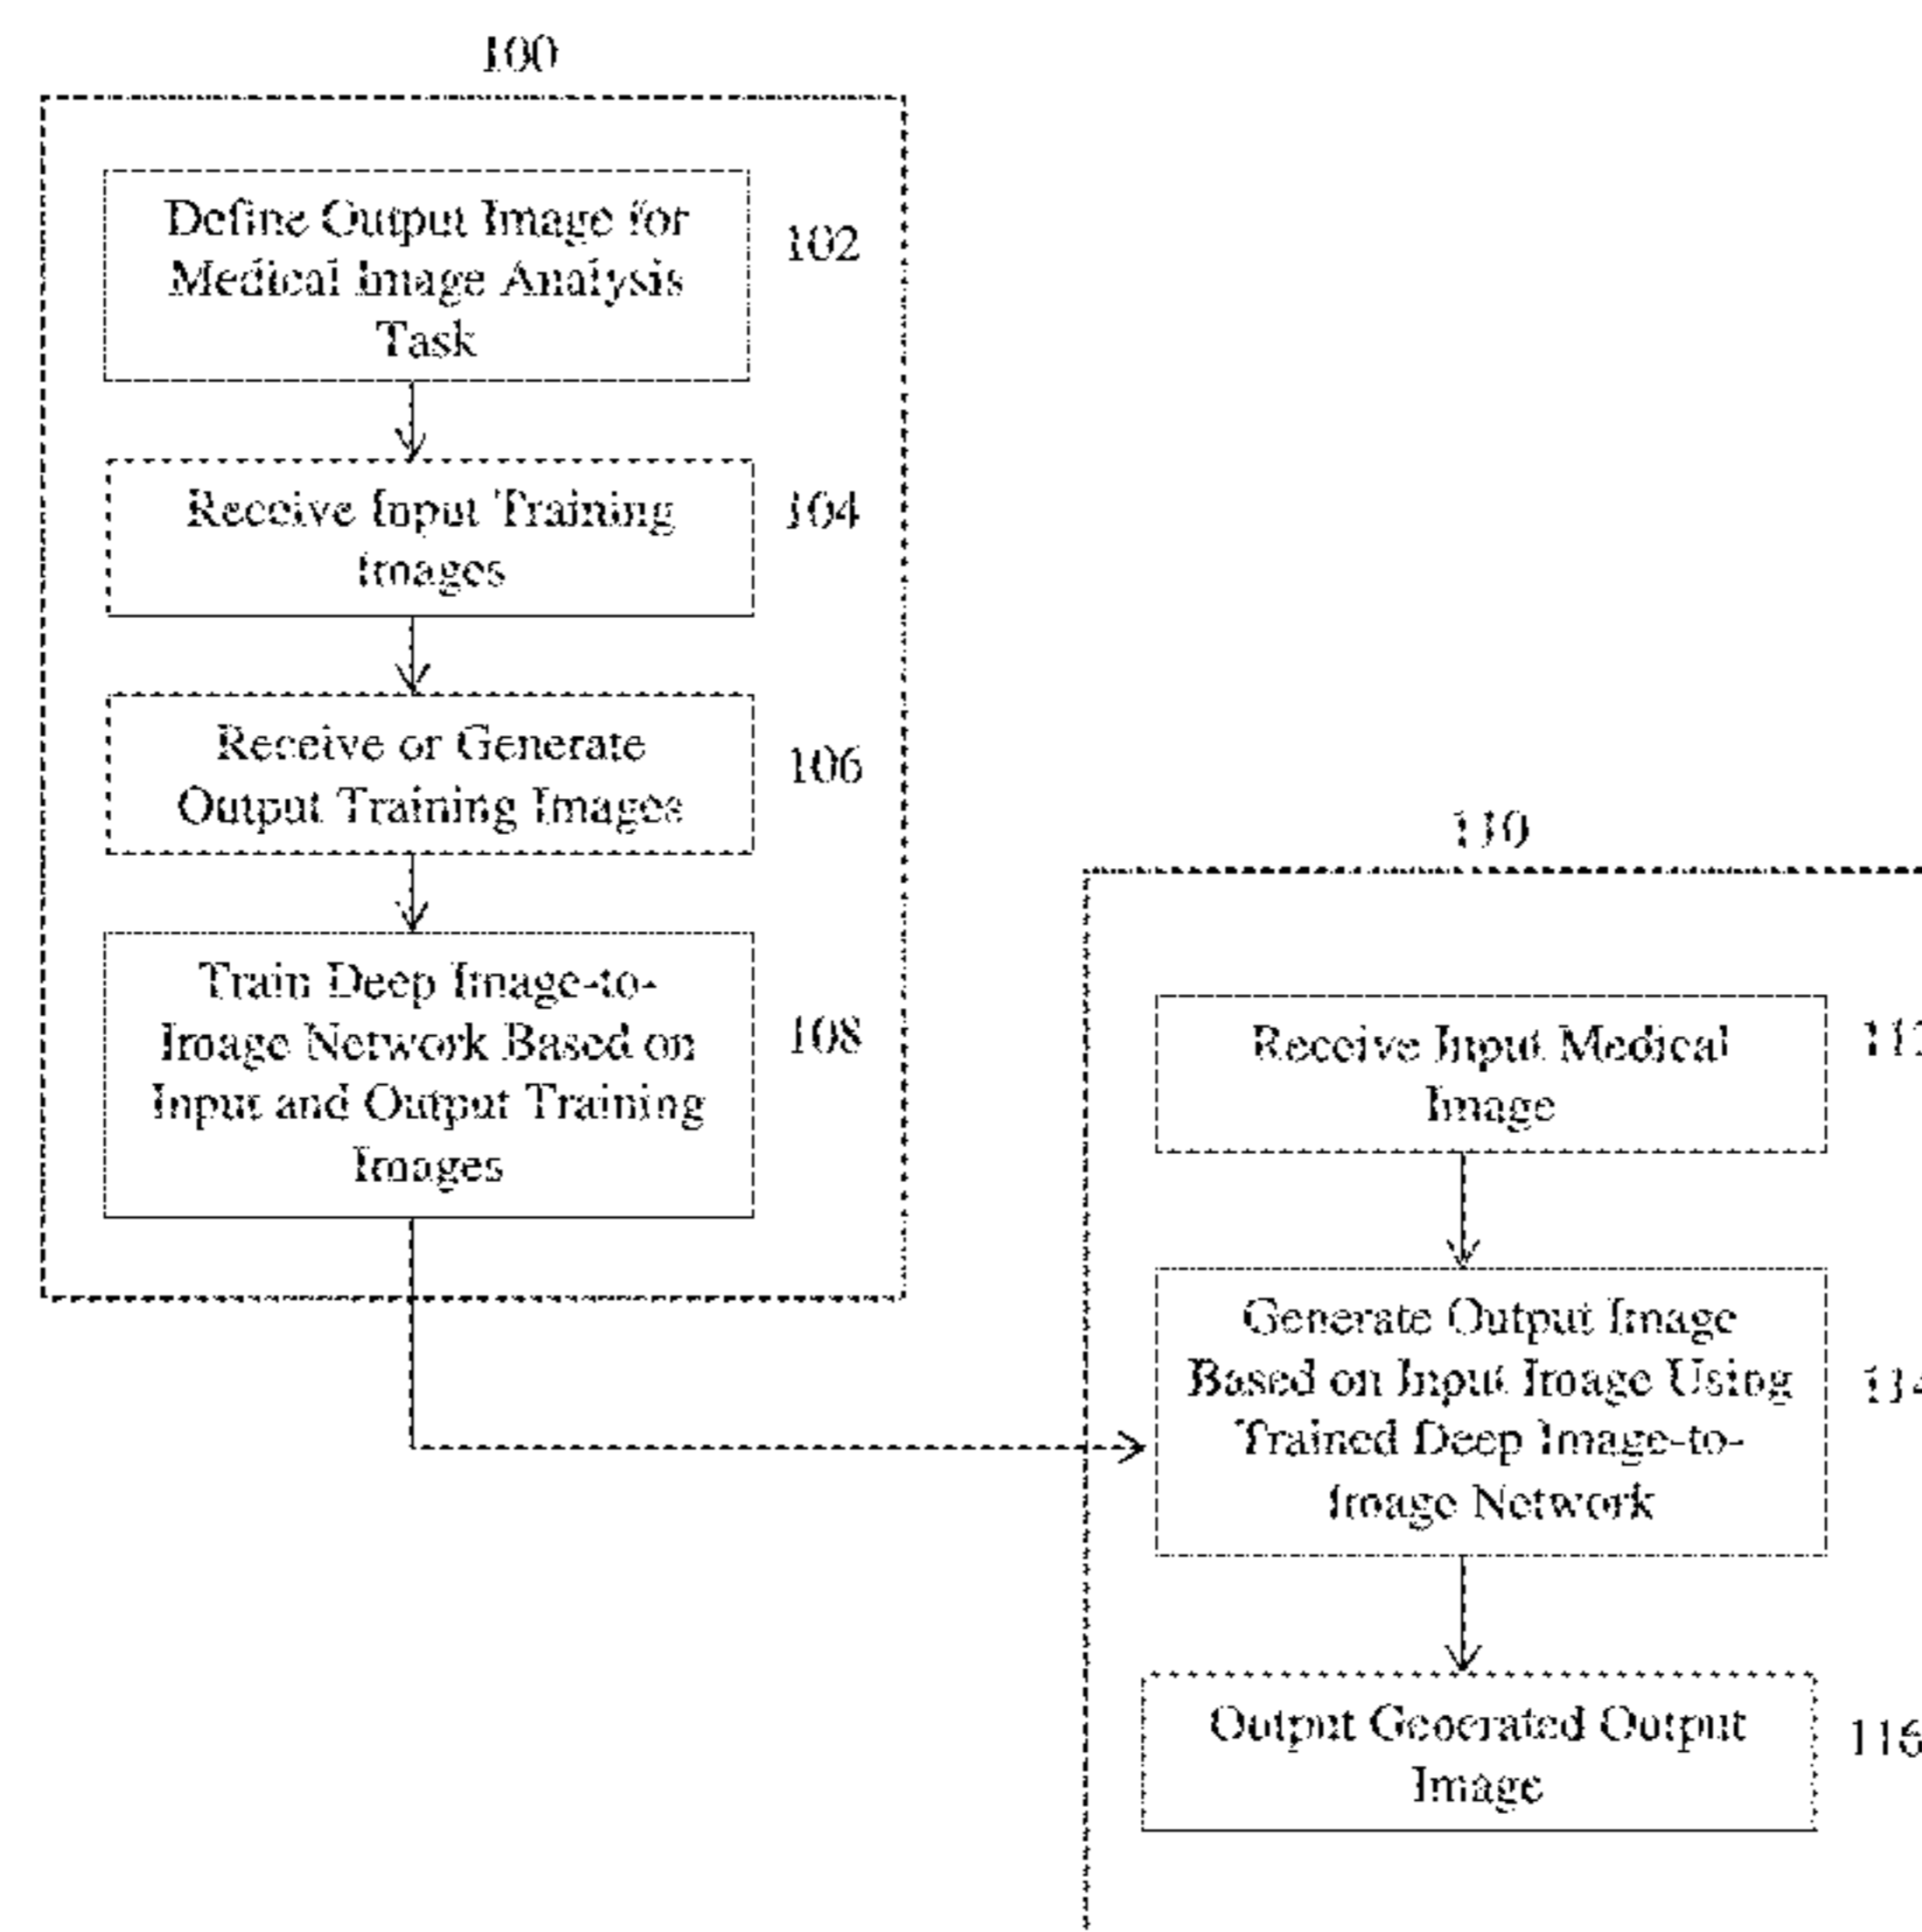 100
Define Output Image for
Medical Image Analysis
Task
102
Receive Input Training
Images
104
Receive or Generate
Output Training Images
106
Train Deep Image-to-
Image Network Based on
Input and Output Training
Images
108
110
Receive Input Medical
Image
112
Generate Output Image
Based on Input Image Using
Trained Deep Image-to-
Image Network
114
Output Generated Output
Image
116